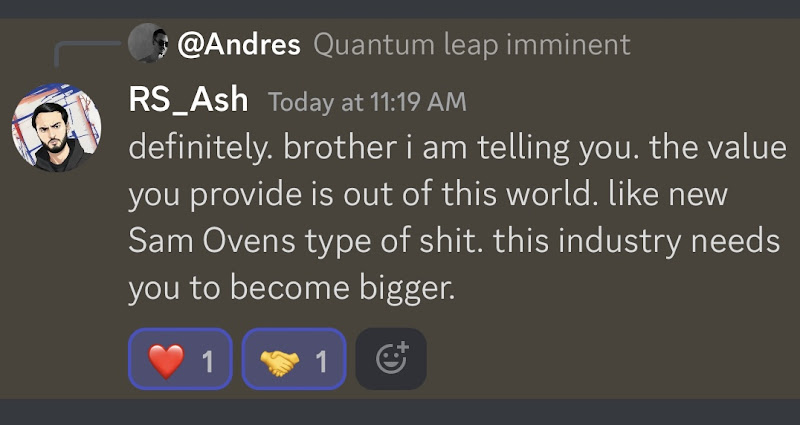 @Andres Quantum leap imminent
RS_Ash Today at 11:19 AM
definitely. brother i am telling you. the value
you provide is out of this world. like new
Sam Ovens type of shit. this industry needs
you to become bigger.
1 1